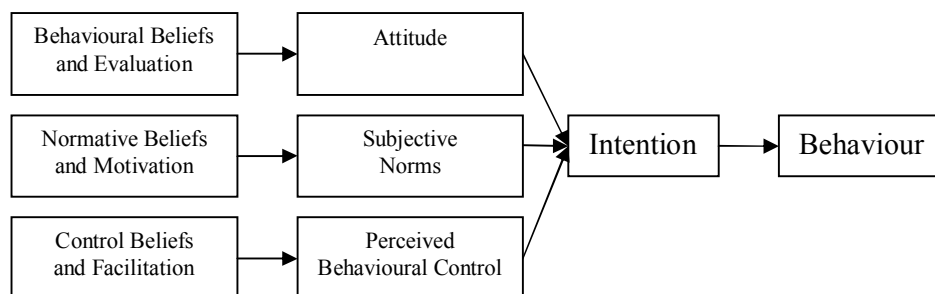 Behavioural Beliefs
and Evaluation
Attitude
Normative Beliefs
and Motivation
Subjective
Norms
Intention
Behaviour
Control Beliefs
and Facilitation
Perceived
Behavioural Control